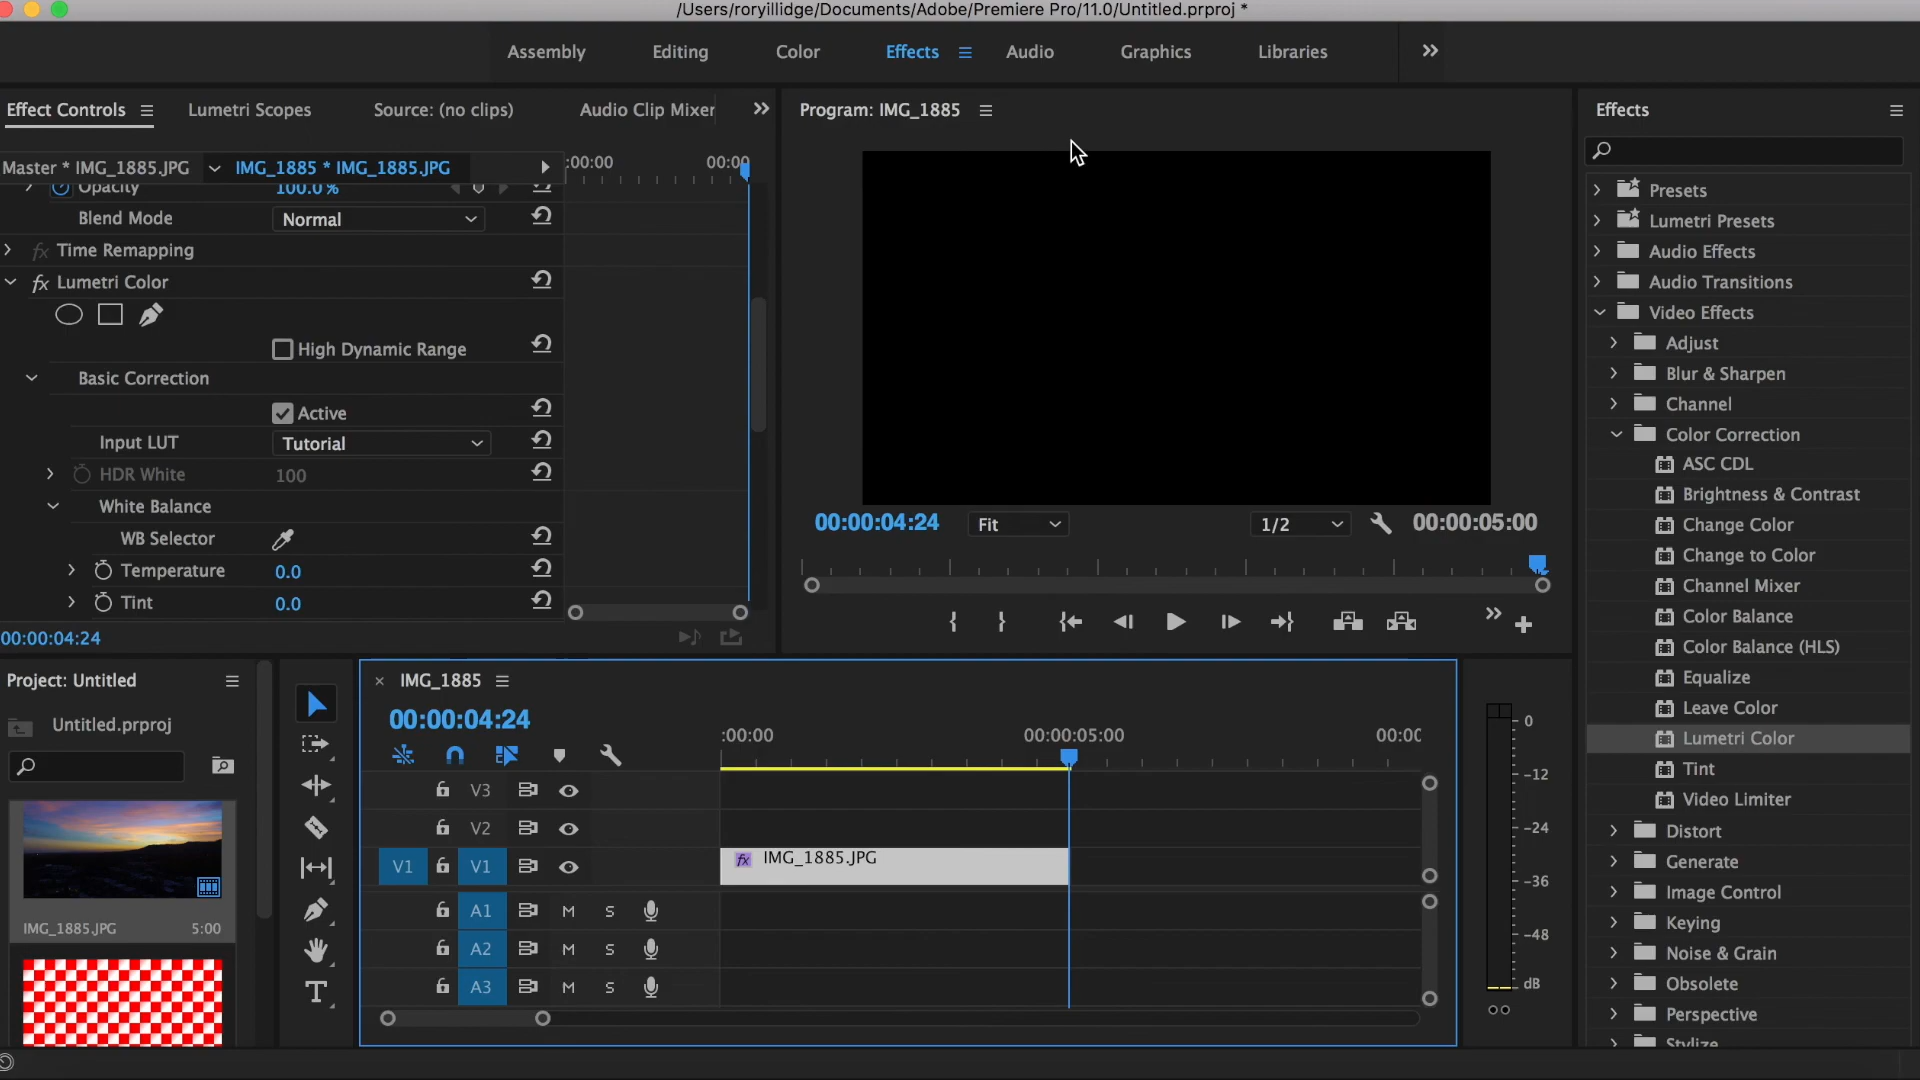 /Users/roryillidge/Documents/Adobe/Premiere Pro/11.0/Untitled.prproj *
Assembly
Editing
Color
Effects
Audio
Graphics
Libraries
Effect Controls
Lumetri Scopes
Source: (no clips)
Audio Clip Mixer
Master * IMG_1885.JPG
IMG_1885 * IMG_1885.JPG
:00:00
00:00
Opacity
100.0 %
Blend Mode
Normal
Time Remapping
fx Lumetri Color
High Dynamic Range
Basic Correction
Active
Input LUT
Tutorial
HDR White
100
White Balance
WB Selector
Temperature
0.0
Tint
0.0
00:00:04:24
Program: IMG_1885
00:00:04:24
Fit
1/2
00:00:05:00
Effects
Presets
Lumetri Presets
Audio Effects
Audio Transitions
Video Effects
Adjust
Blur & Sharpen
Channel
Color Correction
ASC CDL
Brightness & Contrast
Change Color
Change to Color
Channel Mixer
Color Balance
Color Balance (HLS)
Equalize
Leave Color
Lumetri Color
Tint
Video Limiter
Distort
Generate
Image Control
Keying
Noise & Grain
Obsolete
Perspective
Stylize
Project: Untitled
Untitled.prproj
IMG_1885.JPG
5:00
IMG_1885
00:00:04:24
:00:00
00:00:05:00
00:00
V3
V2
V1
V1
fx IMG_1885.JPG
A1
M
S
A2
M
S
A3
M
S
0
-12
-24
-36
-48
dB